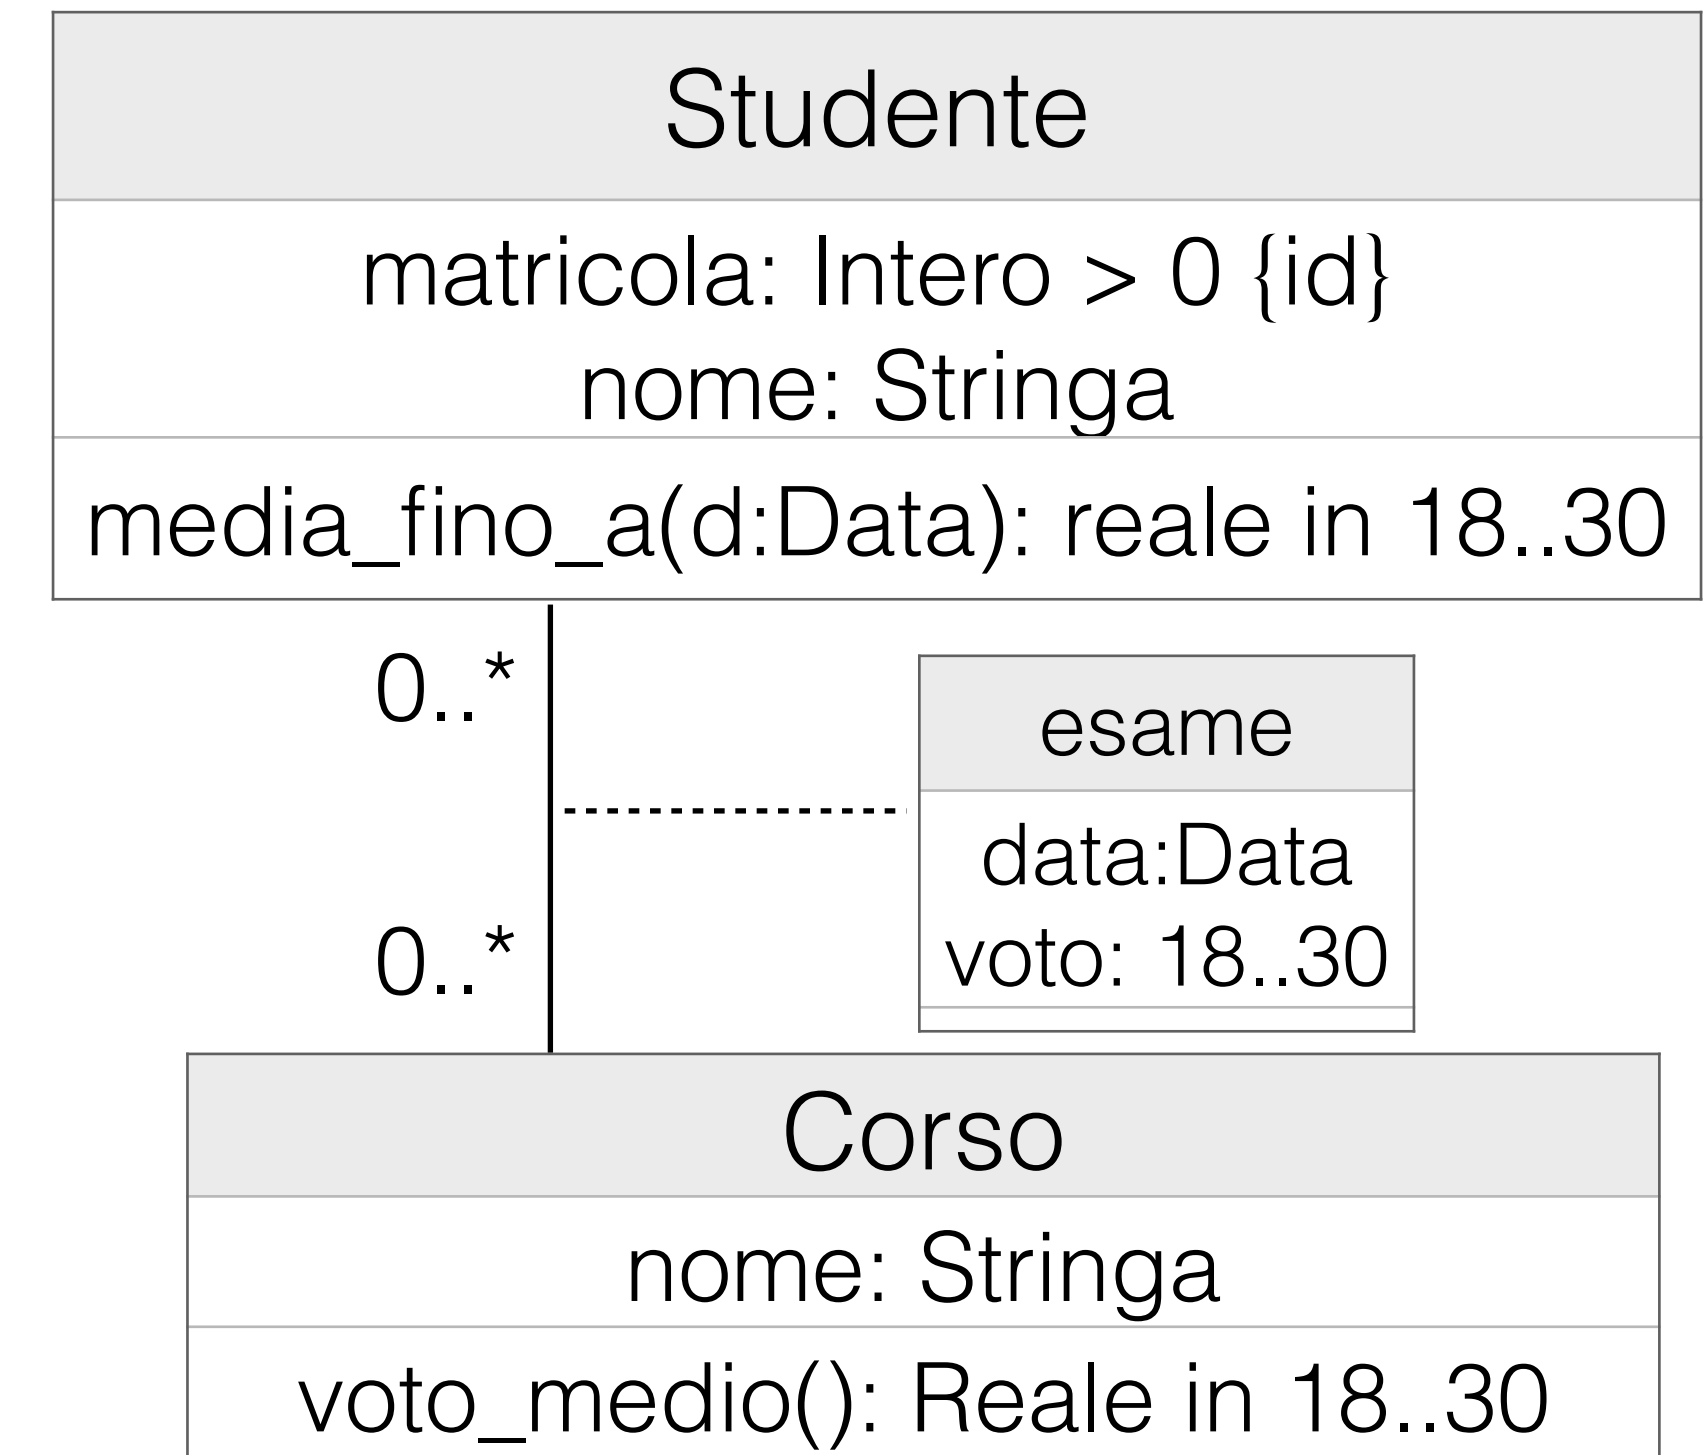 Studente
matricola: Intero > 0 {id}
nome: Stringa
media_fino_a(d:Data): reale in 18..30
0..*
esame
data:Data
voto: 18..30
0..*
Corso
nome: Stringa
voto_medio(): Reale in 18..30